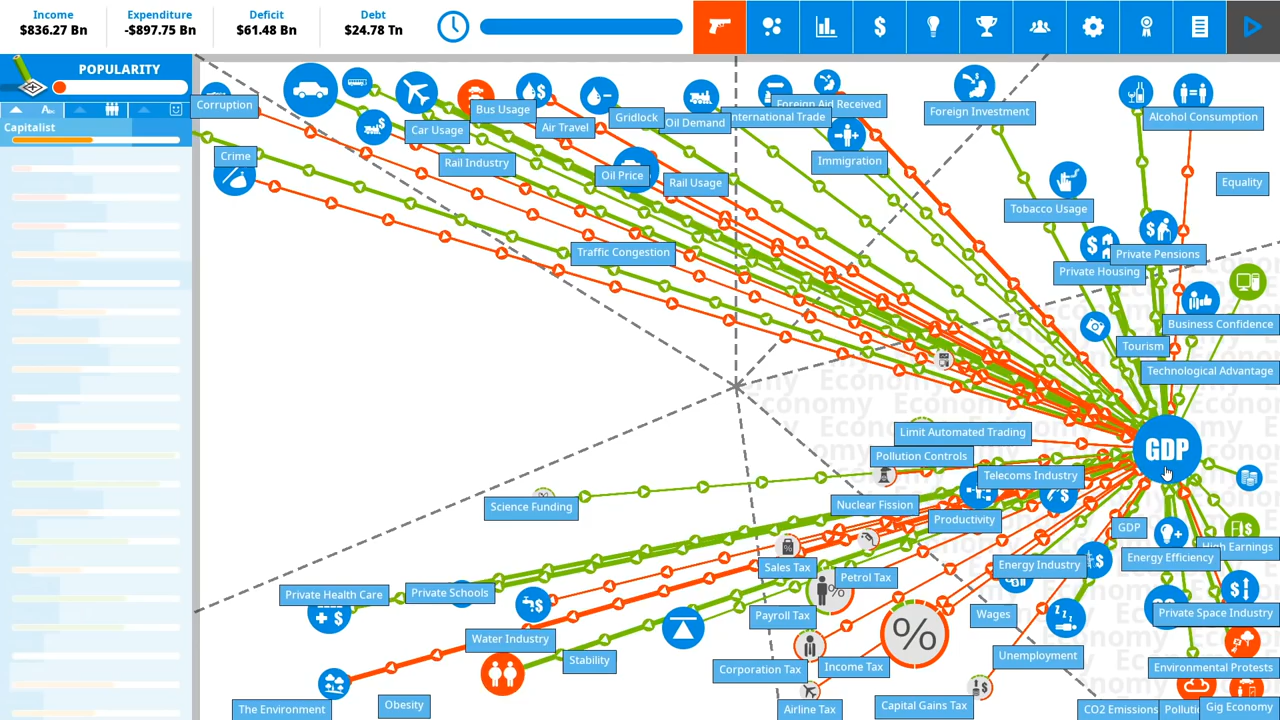 Income
$836.27 Bn
Expenditure
-$897.75 Bn
Deficit
$61.48 Bn
Debt
$24.78 Tn
POPULARITY
Capitalist
Corruption
Crime
Car Usage
Bus Usage
Rail Industry
Air Travel
Gridlock
Oil Demand
Oil Price
Rail Usage
Traffic Congestion
International Trade
Foreign Aid Received
Immigration
Foreign Investment
Alcohol Consumption
Equality
Tobacco Usage
Private Pensions
Private Housing
Business Confidence
Tourism
Technological Advantage
Economy
GDP
Limit Automated Trading
Pollution Controls
Telecoms Industry
Science Funding
Nuclear Fission
Productivity
GDP
High Earnings
Energy Efficiency
Energy Industry
Sales Tax
Petrol Tax
Private Health Care
Private Schools
Payroll Tax
Wages
Private Space Industry
Water Industry
Stability
Unemployment
Corporation Tax
Income Tax
Environmental Protests
The Environment
Obesity
Airline Tax
Capital Gains Tax
CO2 Emissions
Gig Economy